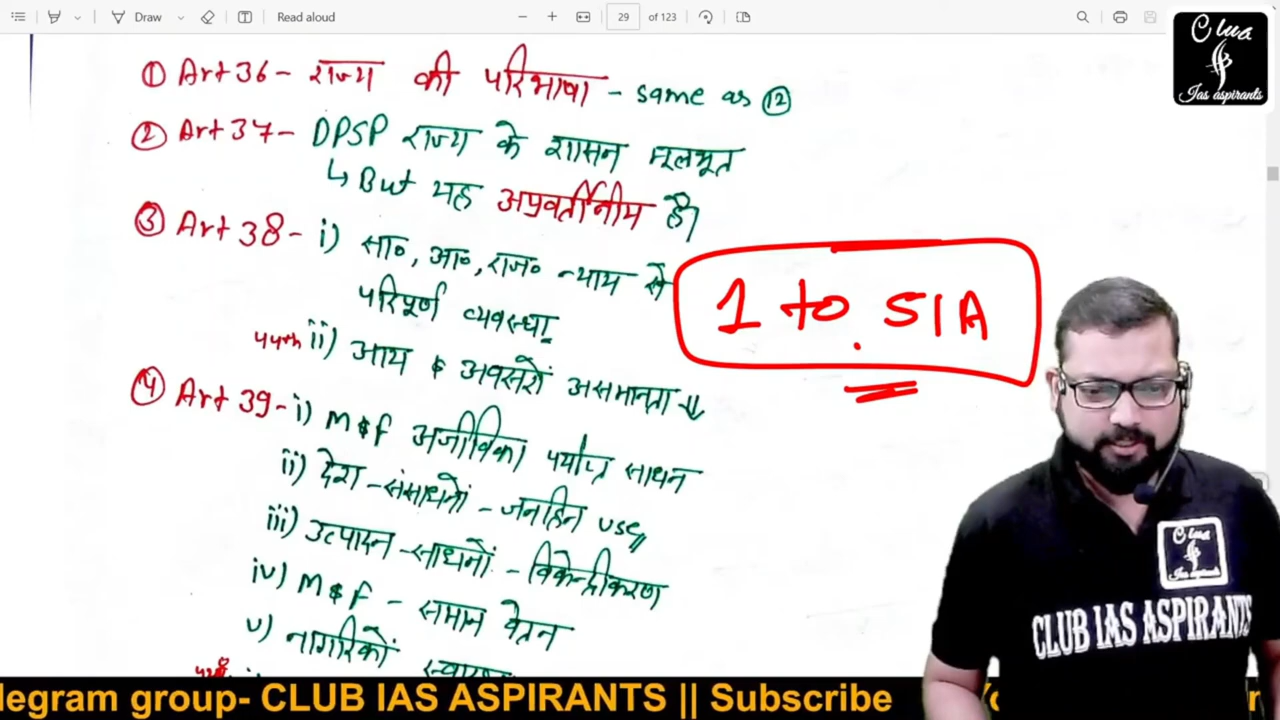 Draw
Read aloud
29 of 123
① Art 36 - राज्य की परिभाषा - same as ⑫
② Art 37 - DPSP राज्य के शासन मूलभूत
↳ But यह अप्रवर्तीनीय है।
③ Art 38 - i) सा०, आ०, राज० न्याय से
परिपूर्ण व्यवस्था
44th ii) आय & अवसरों असमानता ↓
④ Art 39 - i) M & F अजीविका पर्याप्त साधन
ii) देश - संसाधनों - जनहित use
iii) उत्पादन - साधनों - विकेन्द्रीकरण
iv) M & F - समान वेतन
v) नागरिकों
1 to 51A
Club
Ias aspirants
Club
CLUB IAS ASPIRANTS
legram group- CLUB IAS ASPIRANTS || Subscribe